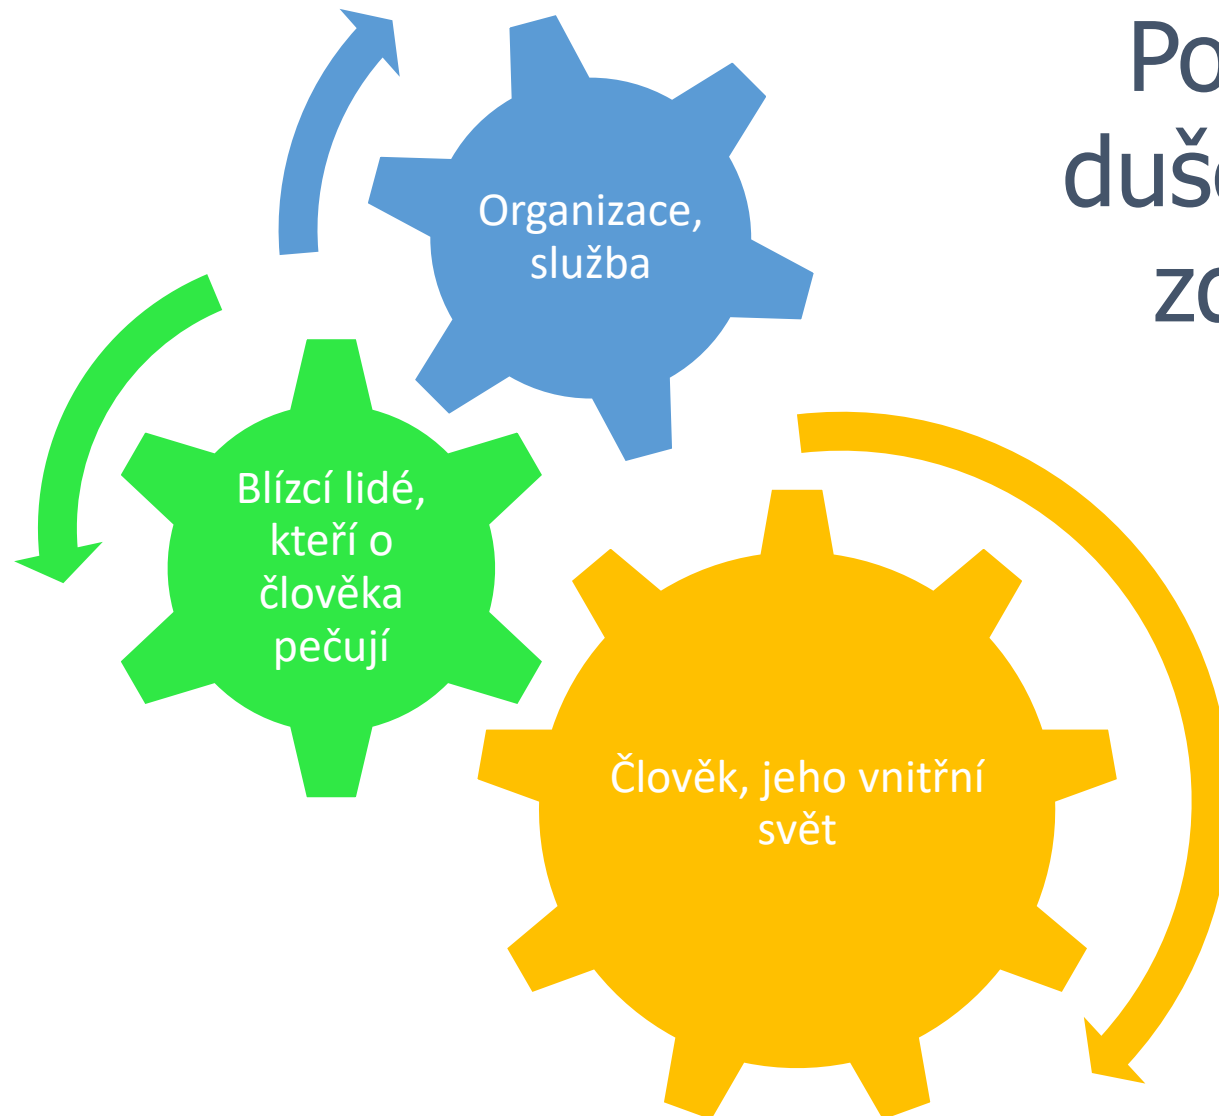 Organizace,
služba
Blízcí lidé,
kteří o
člověka
pečují
Člověk, jeho vnitřní
svět